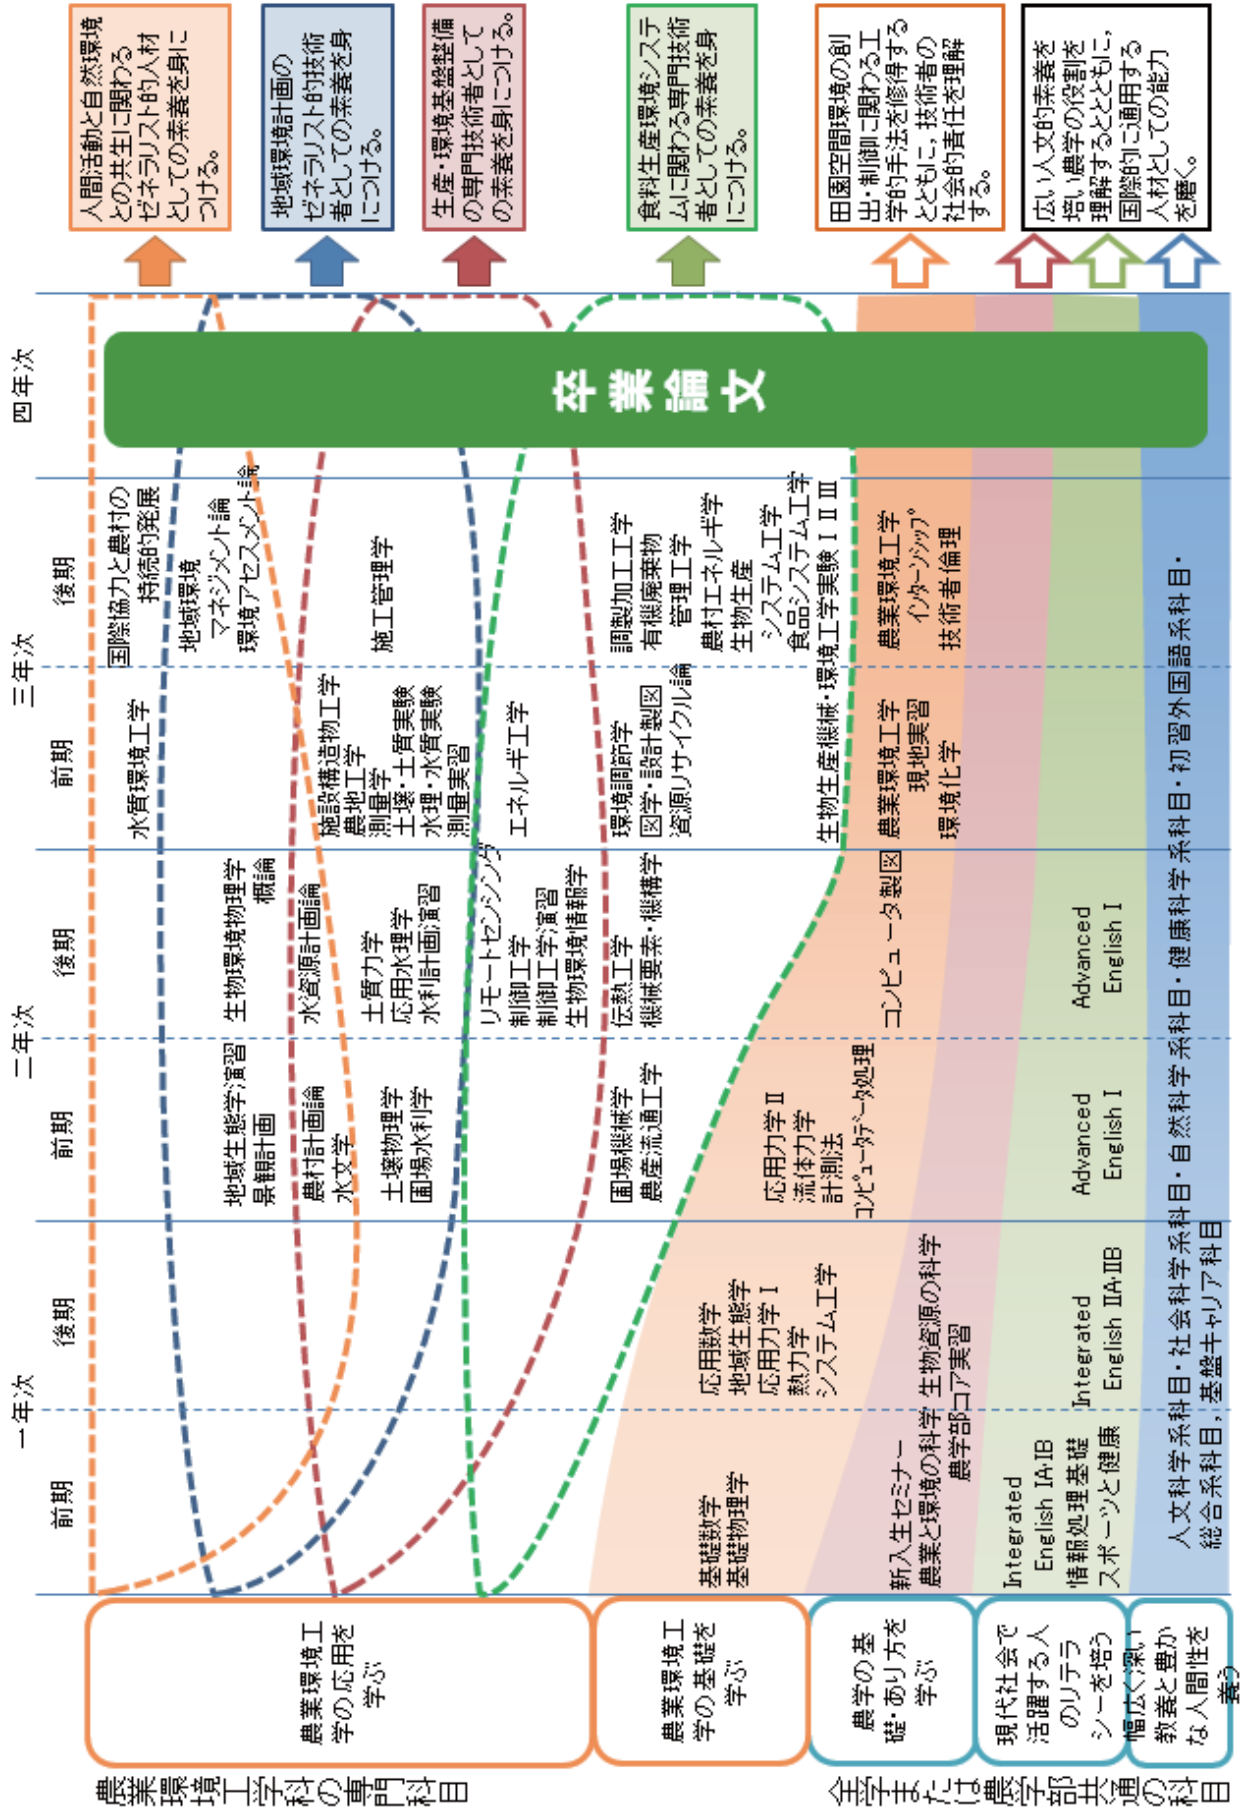 一年次
二年次
三年次
四年次
前期
後期
前期
後期
前期
後期
農業環境工学科の専門科目
農業環境工
学の応用を
学ぶ
水質環境工学
国際協力と農村の
持続的発展
地域環境
マネジメント論
環境アセスメント論
地域生態学演習
景観計画
生物環境物理学
概論
農村計画論
水文学
水資源計画論
施設構造物工学
農地工学
測量学
土壌・土質実験
水理・水質実験
測量実習
施工管理学
土壌物理学
圃場水利学
土質力学
応用水理学
水利計画演習
リモートセンシング
制御工学
制御工学演習
生物環境情報学
エネルギ工学
圃場機械学
農産流通工学
伝熱工学
機械要素・機構学
環境調節学
図学・設計製図
資源リサイクル論
調製加工工学
有機廃棄物
管理工学
農村エネルギ学
生物生産
システム工学
食品システム工学
生物生産機械・環境工学実験ⅠⅡⅢ
農業環境工
学の基礎を
学ぶ
基礎数学
基礎物理学
応用数学
地域生態学
応用力学Ⅰ
熱力学
システム工学
応用力学Ⅱ
流体力学
計測法
コンピュータデータ処理
コンピュータ製図
農業環境工学
現地実習
環境化学
農業環境工学
インターンシップ
技術者倫理
全学または農学部共通の科目
農学の基
礎・あり方を
学ぶ
新入生セミナー
農業と環境の科学
生物資源の科学
農学部コア実習
現代社会で
活躍する人
のリテラ
シーを培う
Integrated
English IA・IB
情報処理基礎
スポーツと健康
Integrated
English IIA・IIB
Advanced
English I
Advanced
English I
幅広く深い
教養と豊か
な人間性を
養う
人文科学系科目・社会科学系科目・自然科学系科目・健康科学系科目・初習外国語系科目・
総合系科目，基盤キャリア科目
卒業論文
人間活動と自然環境
との共生に関わる
ゼネラリスト的人材
としての素養を身に
つける。
地域環境計画の
ゼネラリスト的技術
者としての素養を身
につける。
生産・環境基盤整備
の専門技術者として
の素養を身につける。
食料生産環境システ
ムに関わる専門技術
者としての素養を身
につける。
田園空間環境の創
出・制御に関わる工
学的手法を修得する
とともに，技術者の
社会的責任を理解
する。
広い人文的素養を
培い農学の役割を
理解するとともに，
国際的に通用する
人材としての能力
を磨く。